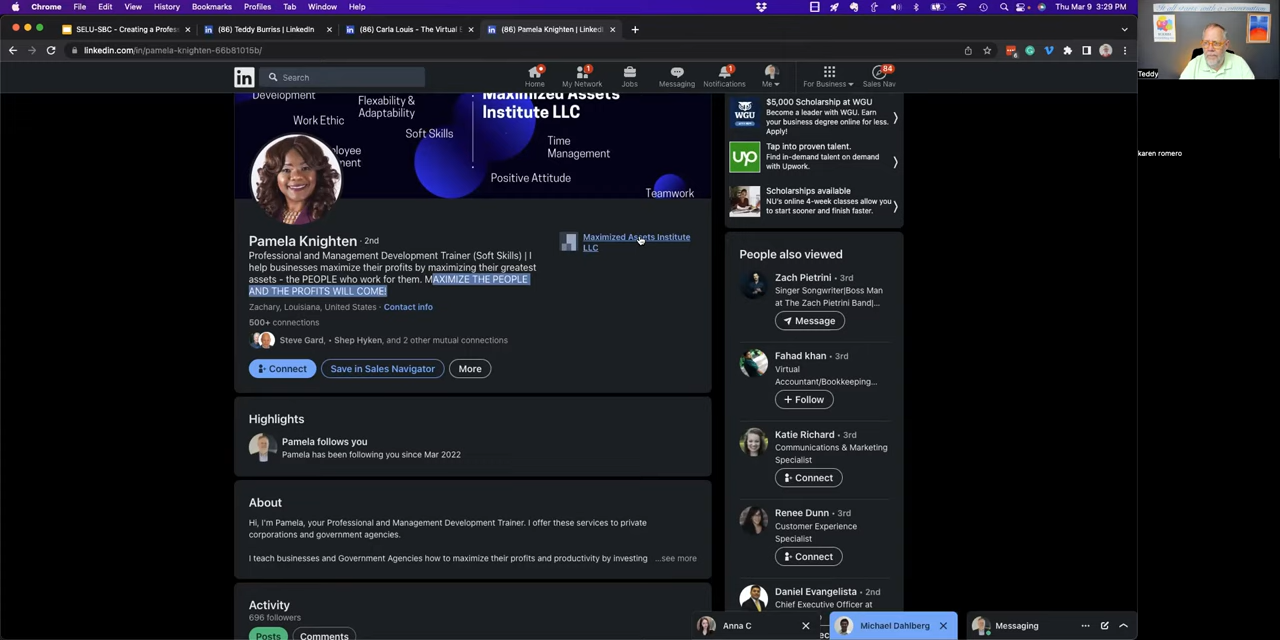 Chrome File Edit View History Bookmarks Profiles Tab Window Help
Thu Mar 9 3:29 PM
SELU-SBC - Creating a Profes
(86) Teddy Burriss | LinkedIn
(86) Carla Louis - The Virtual
(86) Pamela Knighten | Linked
linkedin.com/in/pamela-knighten-66b81015b/
in
Search
Home
My Network
Jobs
Messaging
Notifications
Me
For Business
Sales Nav
1
1
84
Development
Flexability &
Adaptability
Work Ethic
Soft Skills
Maximized Assets
Institute LLC
Time
Management
Positive Attitude
Teamwork
Pamela Knighten · 2nd
Professional and Management Development Trainer (Soft Skills) | I
help businesses maximize their profits by maximizing their greatest
assets - the PEOPLE who work for them. MAXIMIZE THE PEOPLE
AND THE PROFITS WILL COME!
Zachary, Louisiana, United States · Contact info
500+ connections
Steve Gard, · Shep Hyken, and 2 other mutual connections
Connect
Save in Sales Navigator
More
Maximized Assets Institute
LLC
Highlights
Pamela follows you
Pamela has been following you since Mar 2022
About
Hi, I'm Pamela, your Professional and Management Development Trainer. I offer these services to private
corporations and government agencies.
I teach businesses and Government Agencies how to maximize their profits and productivity by investing ...see more
Activity
696 followers
Posts
Comments
WGU
$5,000 Scholarship at WGU
Become a leader with WGU. Earn
your business degree online for less.
Apply!
up
Tap into proven talent.
Find in-demand talent on demand
with Upwork.
Scholarships available
NU's online 4-week classes allow you
to start sooner and finish faster.
People also viewed
Zach Pietrini · 3rd
Singer Songwriter|Boss Man
at The Zach Pietrini Band|...
Message
Fahad khan · 3rd
Virtual
Accountant/Bookkeeping...
+ Follow
Katie Richard · 3rd
Communications & Marketing
Specialist
Connect
Renee Dunn · 3rd
Customer Experience
Specialist
Connect
Daniel Evangelista · 2nd
Chief Executive Officer at
Anna C
Michael Dahlberg
Messaging
Teddy
karen romero